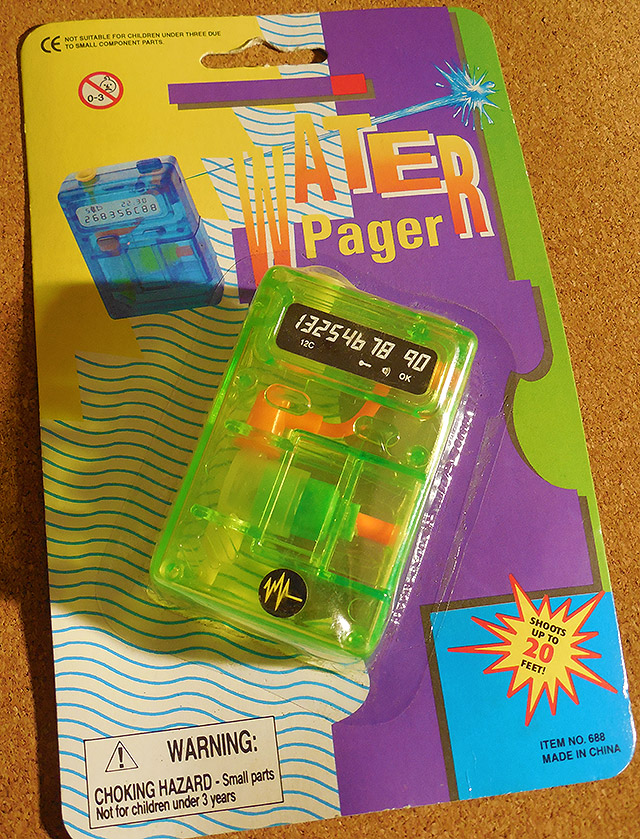 CE NOT SUITABLE FOR CHILDREN UNDER THREE DUE
TO SMALL COMPONENT PARTS.
0-3
WATER
Pager
22.30
268356C88
132546 78 90
12C
OK
SHOOTS
UP TO
20
FEET!
ITEM NO. 688
MADE IN CHINA
WARNING:
CHOKING HAZARD - Small parts
Not for children under 3 years